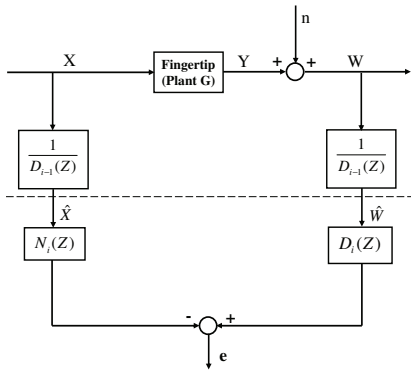 n
X
Fingertip
(Plant G)
Y
+
+
W
1
D_{i-1}(Z)
1
D_{i-1}(Z)
X̂
Ŵ
N_i(Z)
D_i(Z)
-
+
e